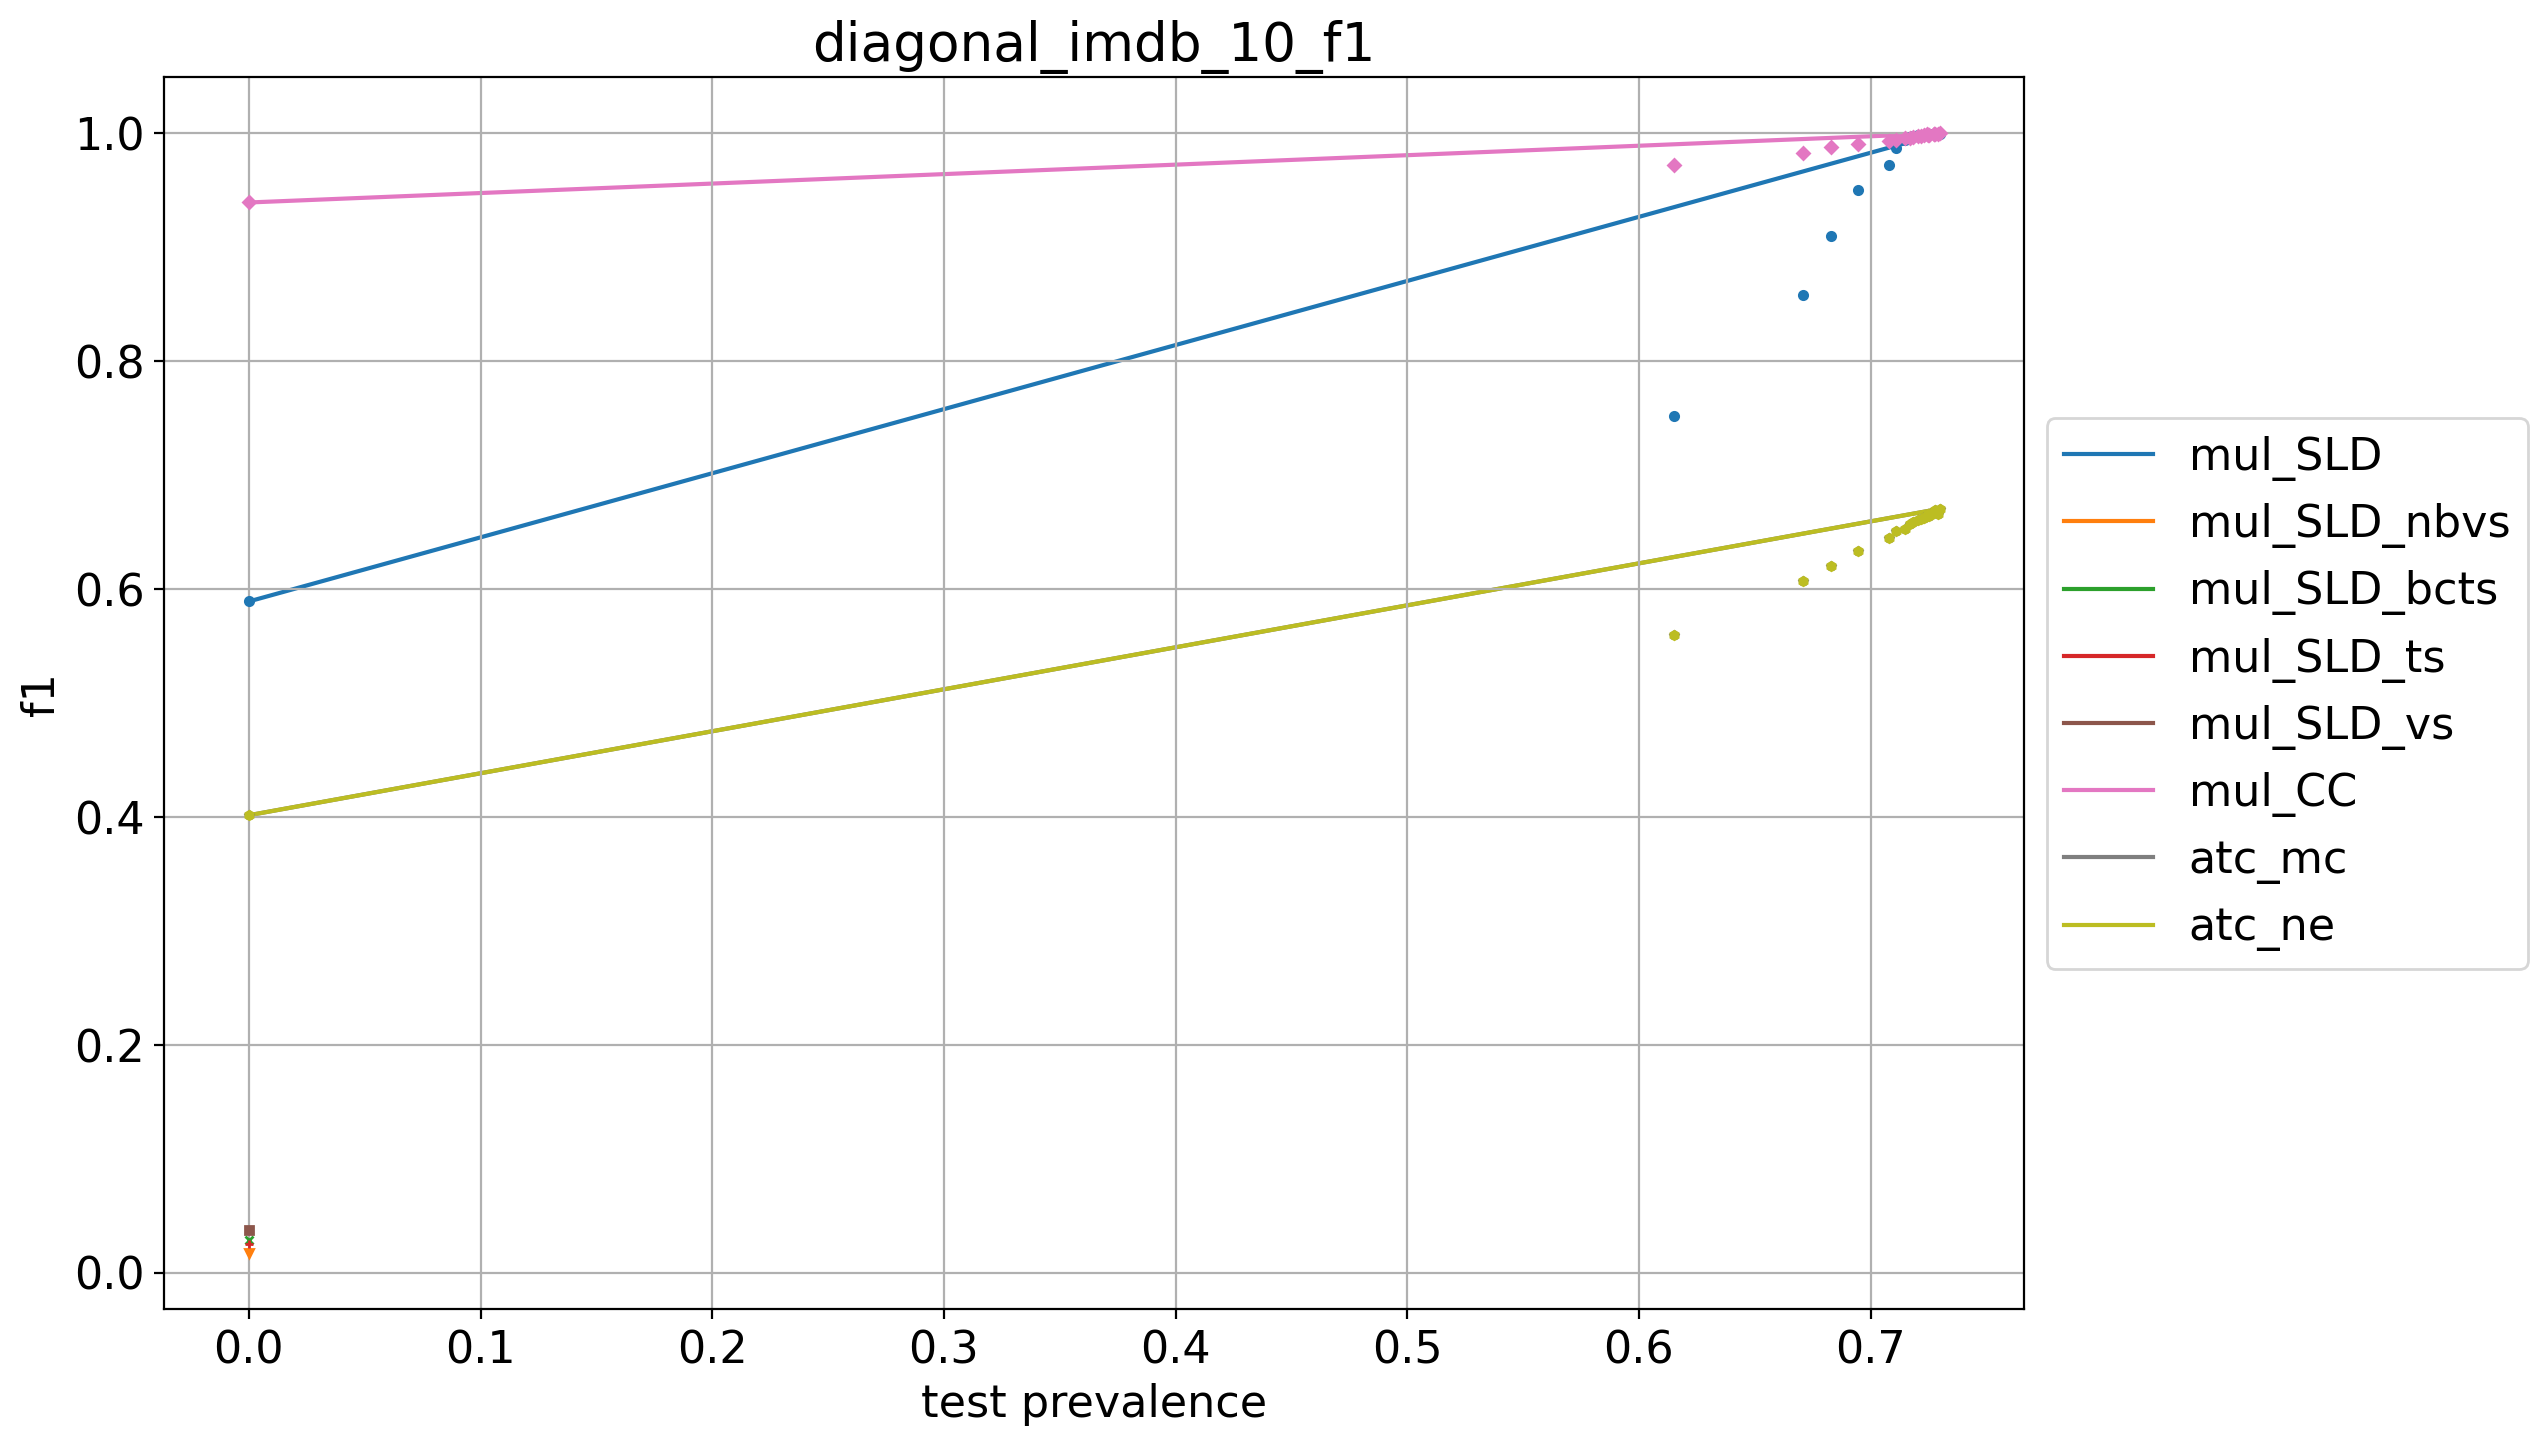 diagonal_imdb_10_f1
1.0
0.8
0.6
0.4
0.2
0.0
f1
0.0 0.1 0.2 0.3 0.4 0.5 0.6 0.7
test prevalence
mul_SLD
mul_SLD_nbvs
mul_SLD_bcts
mul_SLD_ts
mul_SLD_vs
mul_CC
atc_mc
atc_ne